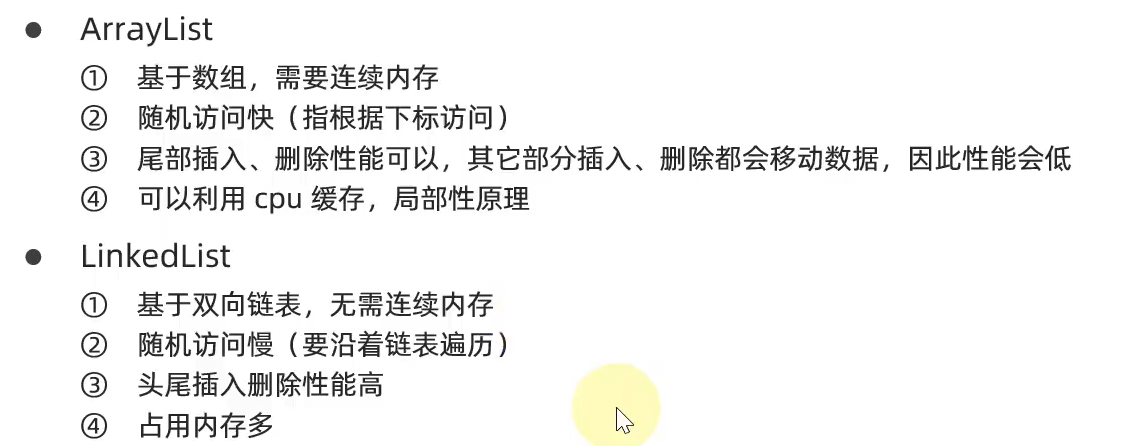 ● ArrayList
① 基于数组，需要连续内存
② 随机访问快（指根据下标访问）
③ 尾部插入、删除性能可以，其它部分插入、删除都会移动数据，因此性能会低
④ 可以利用 cpu 缓存，局部性原理
● LinkedList
① 基于双向链表，无需连续内存
② 随机访问慢（要沿着链表遍历）
③ 头尾插入删除性能高
④ 占用内存多